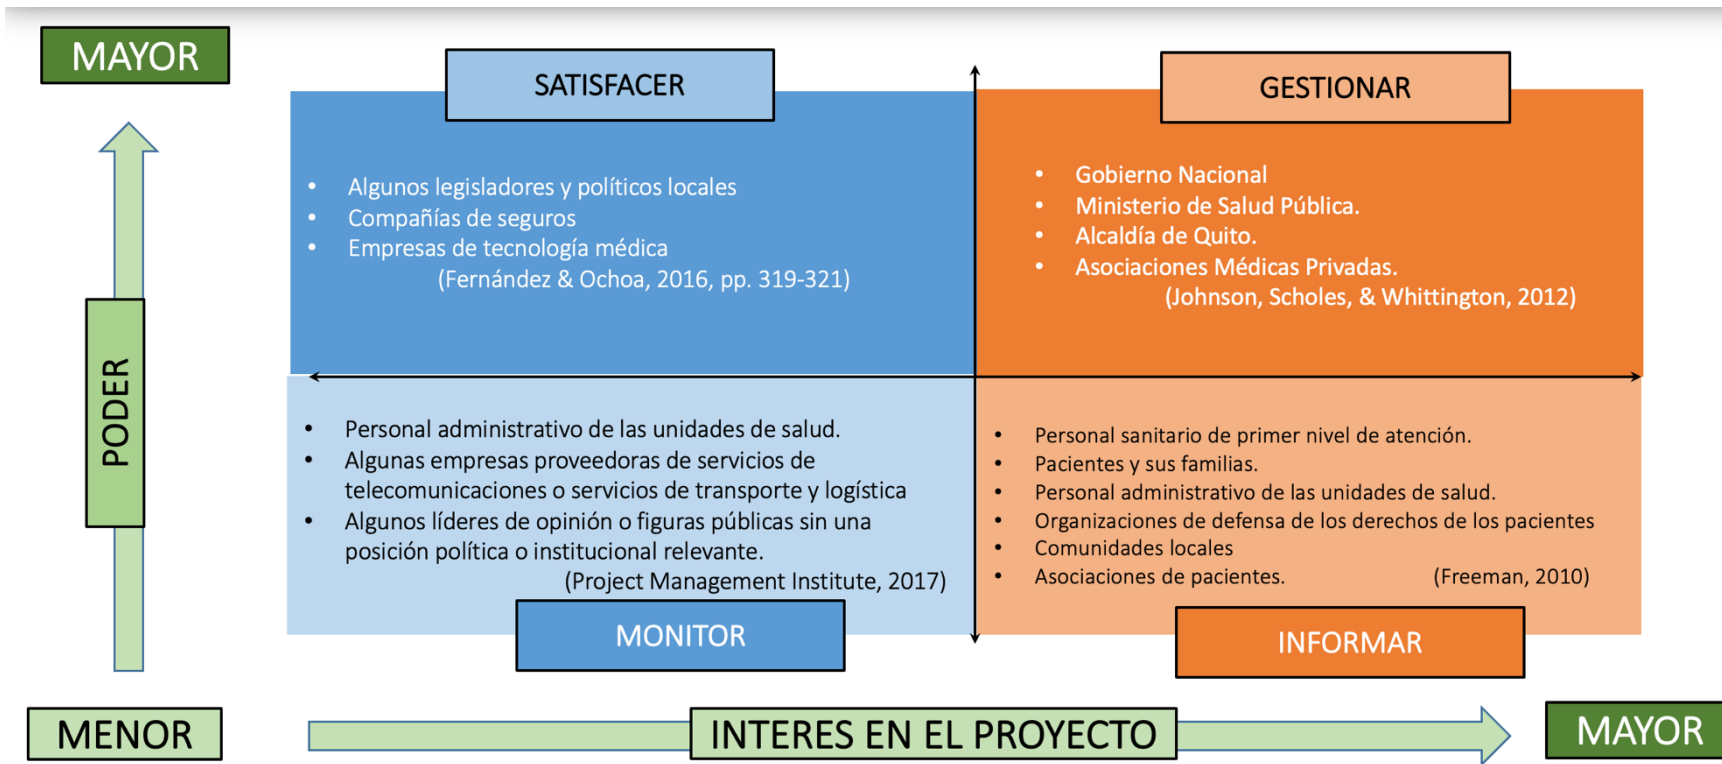 MAYOR
SATISFACER
GESTIONAR
• Algunos legisladores y políticos locales
• Compañías de seguros
• Empresas de tecnología médica
(Fernández & Ochoa, 2016, pp. 319-321)
• Gobierno Nacional
• Ministerio de Salud Pública.
• Alcaldía de Quito.
• Asociaciones Médicas Privadas.
(Johnson, Scholes, & Whittington, 2012)
PODER
• Personal administrativo de las unidades de salud.
• Algunas empresas proveedoras de servicios de
telecomunicaciones o servicios de transporte y logística
• Algunos líderes de opinión o figuras públicas sin una
posición política o institucional relevante.
(Project Management Institute, 2017)
• Personal sanitario de primer nivel de atención.
• Pacientes y sus familias.
• Personal administrativo de las unidades de salud.
• Organizaciones de defensa de los derechos de los pacientes
• Comunidades locales
• Asociaciones de pacientes. (Freeman, 2010)
MONITOR
INFORMAR
MENOR
INTERES EN EL PROYECTO
MAYOR